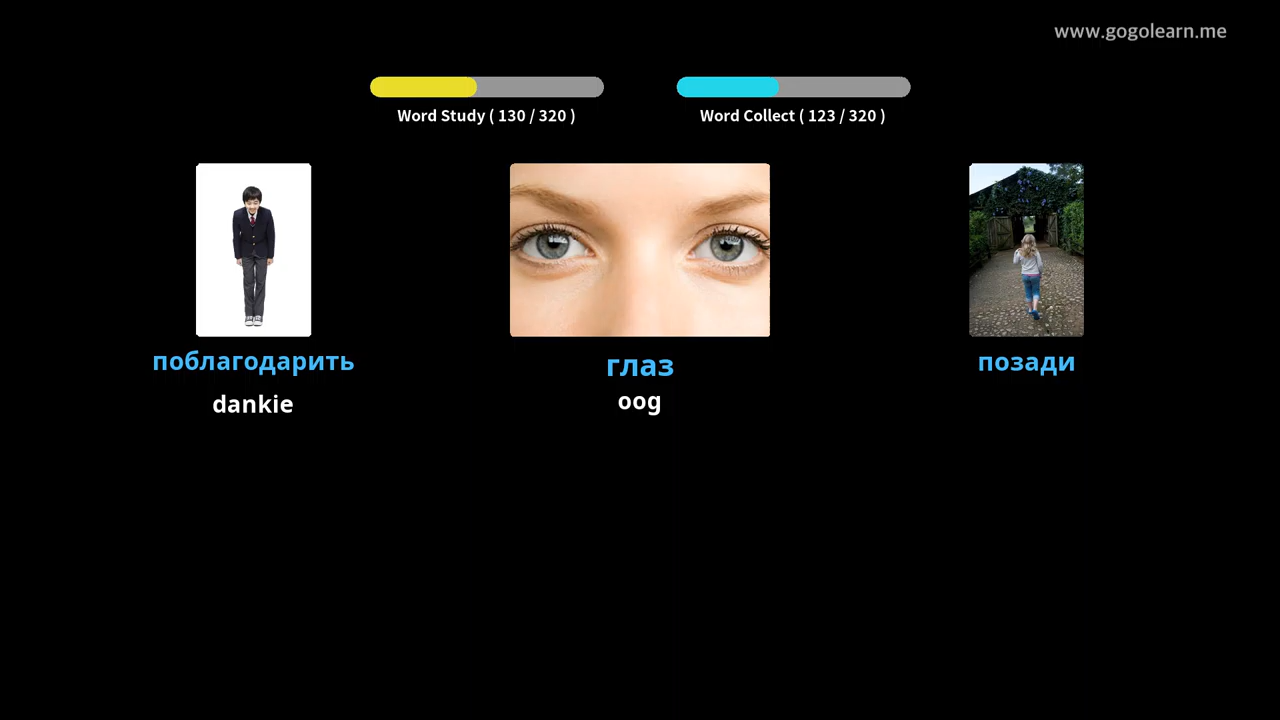 www.gogolearn.me
Word Study ( 130 / 320 )
Word Collect ( 123 / 320 )
поблагодарить
dankie
глаз
oog
позади